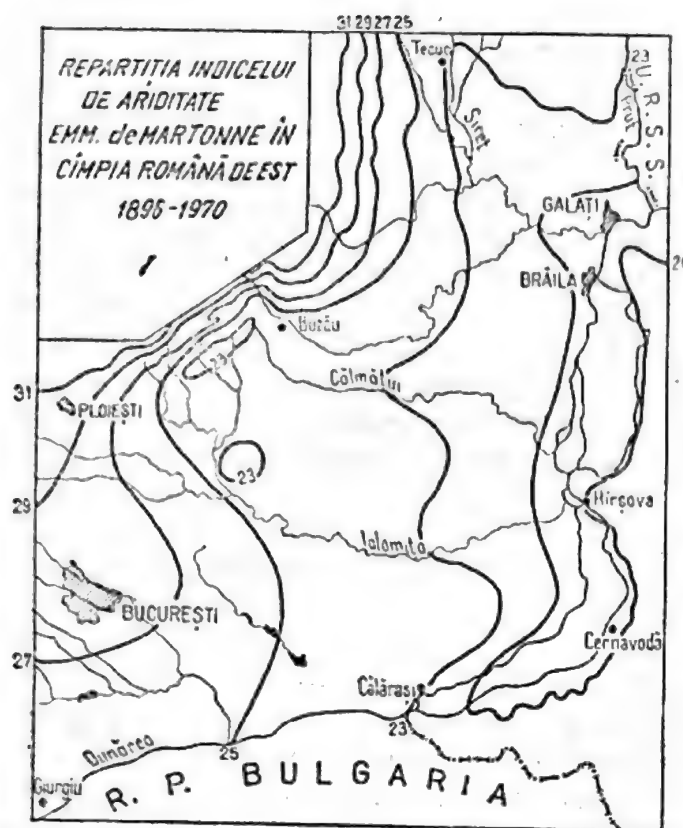 31 29 27 25
REPARTIȚIA INDICELUI
DE ARIDITATE
EMM. de MARTONNE ÎN
CÎMPIA ROMÂNĂ DE EST
1896-1970
Tecuc
Siret
23
Prut
U.R.S.S.
GALAȚI
BRĂILA
Buzău
23
Călmățui
31
PLOIEȘTI
23
29
Hîrșova
Ialomița
BUCUREȘTI
Cernavodă
27
Călărași
23
25
Dunărea
Giurgiu
R. P. BULGARIA